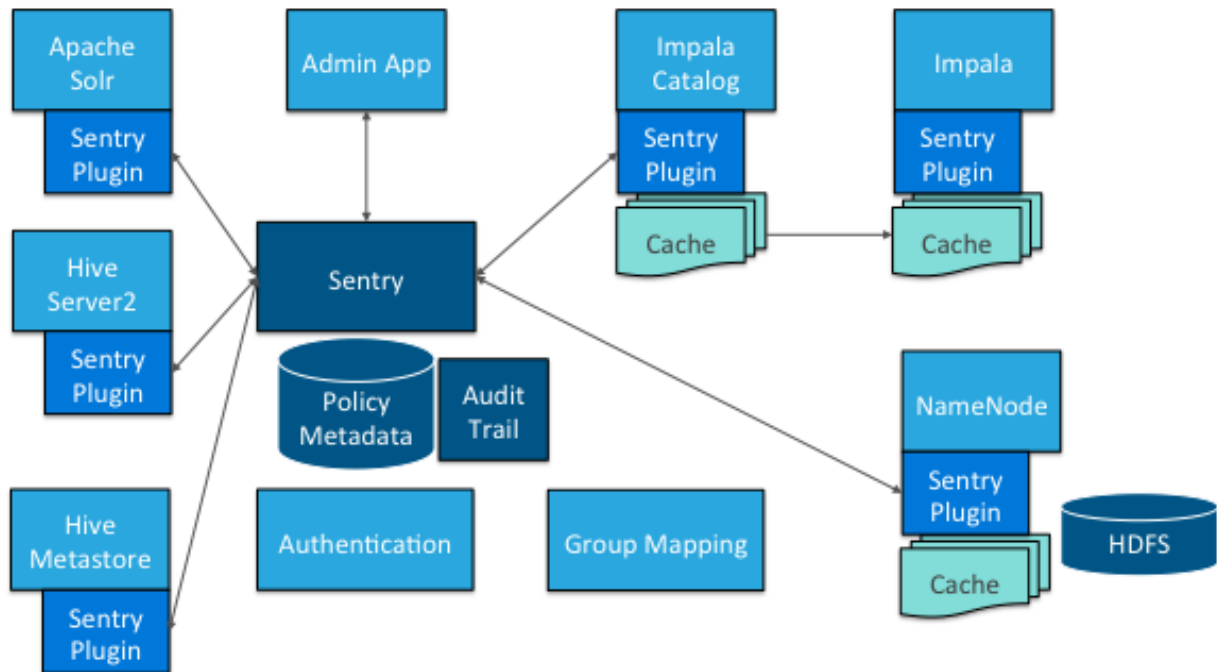 Apache
Solr
Sentry
Plugin
Admin App
Impala
Catalog
Sentry
Plugin
Cache
Impala
Sentry
Plugin
Cache
Hive
Server2
Sentry
Plugin
Sentry
Policy
Metadata
Audit
Trail
NameNode
Sentry
Plugin
Cache
HDFS
Hive
Metastore
Sentry
Plugin
Authentication
Group Mapping